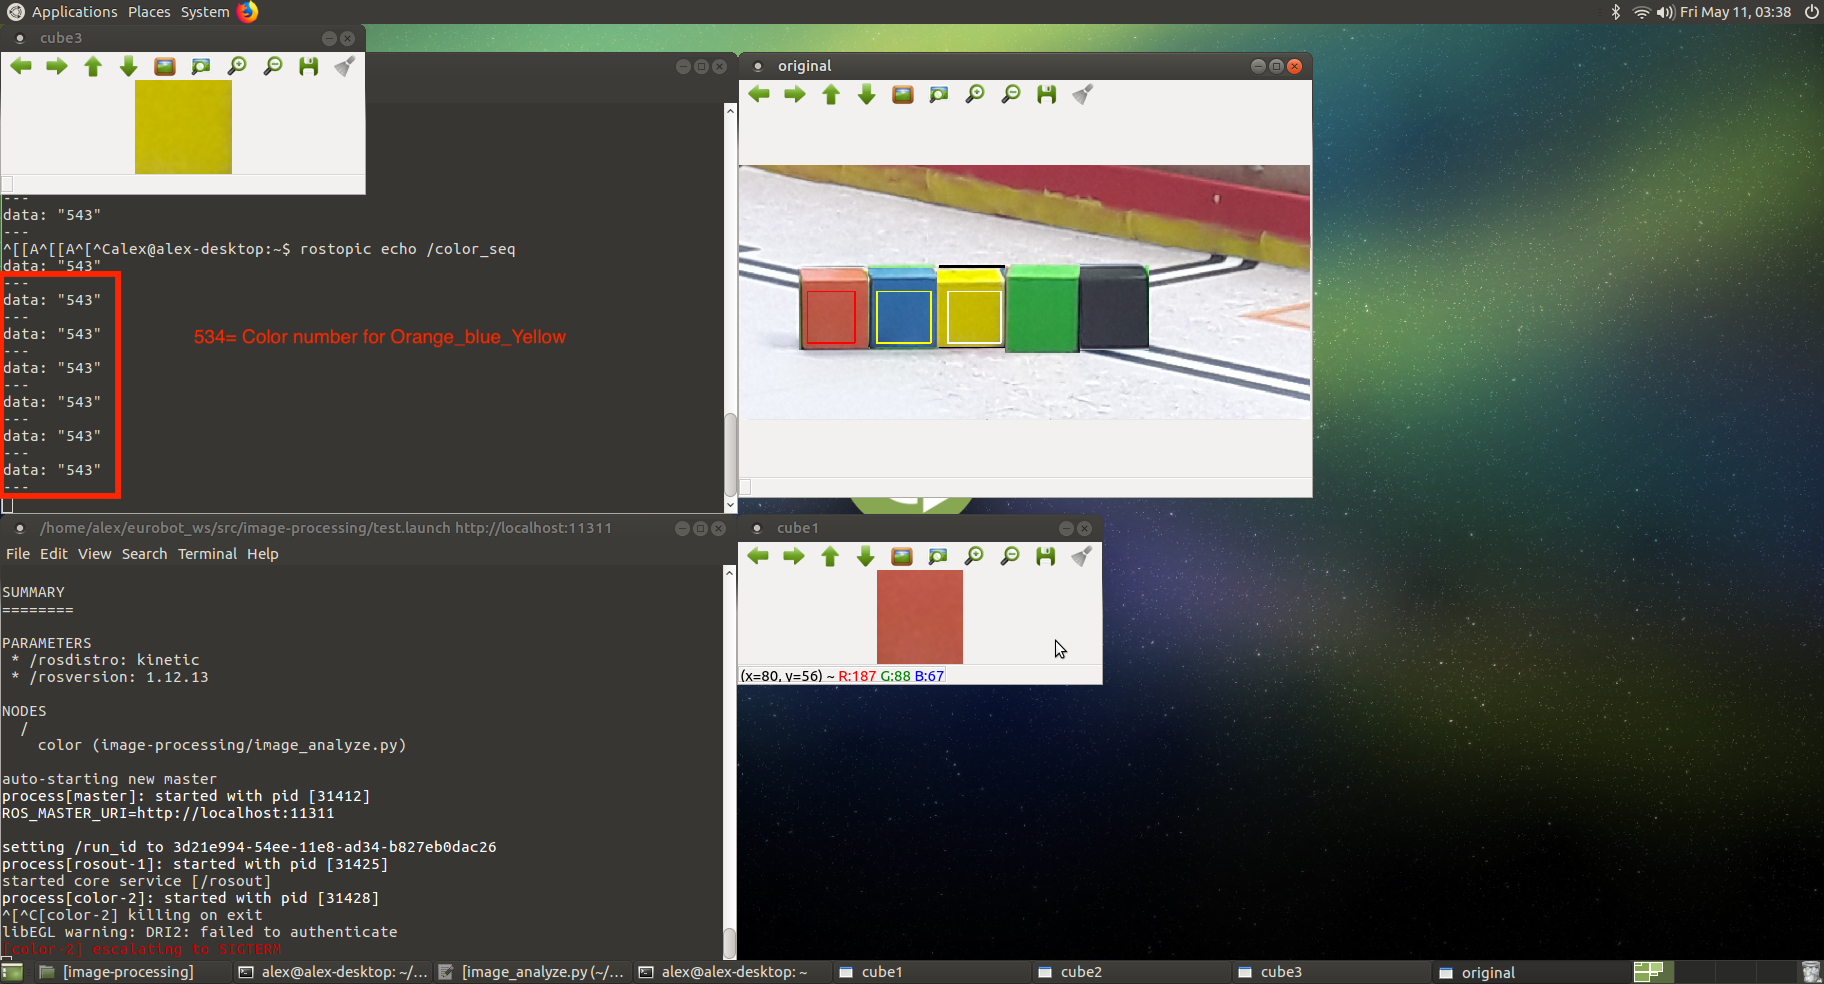 Applications Places System
Fri May 11, 03:38
cube3
---
data: "543"
---
^[[A^[[A^[^Calex@alex-desktop:~$ rostopic echo /color_seq
data: "543"
---
data: "543"
---
data: "543"
---
data: "543"
---
data: "543"
---
data: "543"
---
data: "543"
---
534= Color number for Orange_blue_Yellow
original
/home/alex/eurobot_ws/src/image-processing/test.launch http://localhost:11311
File Edit View Search Terminal Help
SUMMARY
========
PARAMETERS
* /rosdistro: kinetic
* /rosversion: 1.12.13
NODES
/
color (image-processing/image_analyze.py)
auto-starting new master
process[master]: started with pid [31412]
ROS_MASTER_URI=http://localhost:11311
setting /run_id to 3d21e994-54ee-11e8-ad34-b827eb0dac26
process[rosout-1]: started with pid [31425]
started core service [/rosout]
process[color-2]: started with pid [31428]
^[^C[color-2] killing on exit
libEGL warning: DRI2: failed to authenticate
[color-2] escalating to SIGTERM
cube1
(x=80, y=56) ~ R:187 G:88 B:67
[image-processing]
alex@alex-desktop: ~/...
[image_analyze.py (~/...
alex@alex-desktop: ~
cube1
cube2
cube3
original